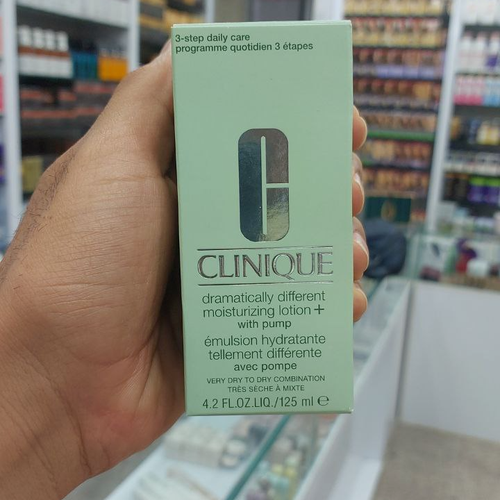 3-step daily care
programme quotidien 3 étapes
CLINIQUE
dramatically different
moisturizing lotion +
with pump
émulsion hydratante
tellement différente
avec pompe
VERY DRY TO DRY COMBINATION
TRÈS SÈCHE À MIXTE
4.2 FL.OZ.LIQ./125 ml ℮